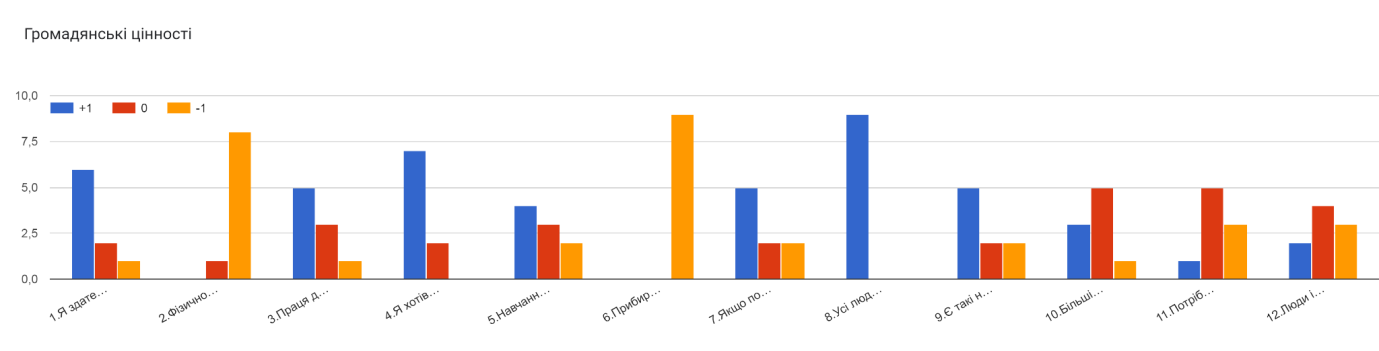 Громадянські цінності
10,0
+1
0
-1
7,5
5,0
2,5
0,0
1.Я здате…
2.Фізично…
3.Праця д…
4.Я хотів…
5.Навчанн…
6.Прибир…
7.Якщо по…
8.Усі люд…
9.Є такі н…
10.Більші…
11.Потріб…
12.Люди і…